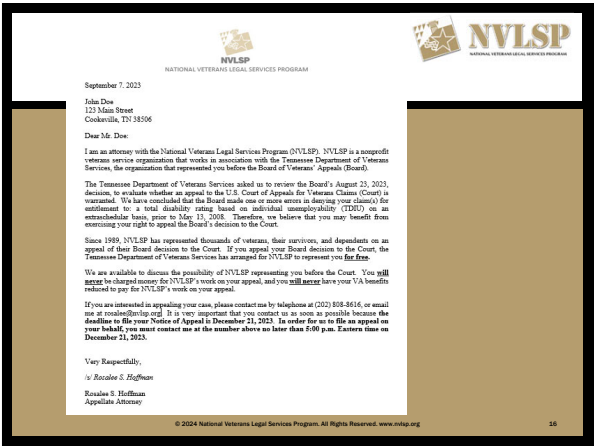 NVLSP
NATIONAL VETERANS LEGAL SERVICES PROGRAM
NVLSP
NATIONAL VETERANS LEGAL SERVICES PROGRAM
September 7. 2023
John Doe
123 Main Street
Cookeville, TN 38506
Dear Mr. Doe:
I am an attorney with the National Veterans Legal Services Program (NVLSP). NVLSP is a nonprofit
veterans service organization that works in association with the Tennessee Department of Veterans
Services, the organization that represented you before the Board of Veterans' Appeals (Board).
The Tennessee Department of Veterans Services asked us to review the Board's August 23, 2023,
decision, to evaluate whether an appeal to the U.S. Court of Appeals for Veterans Claims (Court) is
warranted. We have concluded that the Board made one or more errors in denying your claim(s) for
entitlement to: a total disability rating based on individual unemployability (TDIU) on an
extraschedular basis, prior to May 13, 2008. Therefore, we believe that you may benefit from
exercising your right to appeal the Board's decision to the Court.
Since 1989, NVLSP has represented thousands of veterans, their survivors, and dependents on an
appeal of their Board decision to the Court. If you appeal your Board decision to the Court, the
Tennessee Department of Veterans Services has arranged for NVLSP to represent you for free.
We are available to discuss the possibility of NVLSP representing you before the Court. You will
never be charged money for NVLSP's work on your appeal, and you will never have your VA benefits
reduced to pay for NVLSP's work on your appeal.
If you are interested in appealing your case, please contact me by telephone at (202) 808-8616, or email
me at rosalee@nvlsp.org. It is very important that you contact us as soon as possible because the
deadline to file your Notice of Appeal is December 21, 2023. In order for us to file an appeal on
your behalf, you must contact me at the number above no later than 5:00 p.m. Eastern time on
December 21, 2023.
Very Respectfully,
/s/ Rosalee S. Hoffman
Rosalee S. Hoffman
Appellate Attorney
© 2024 National Veterans Legal Services Program. All Rights Reserved. www.nvlsp.org
16